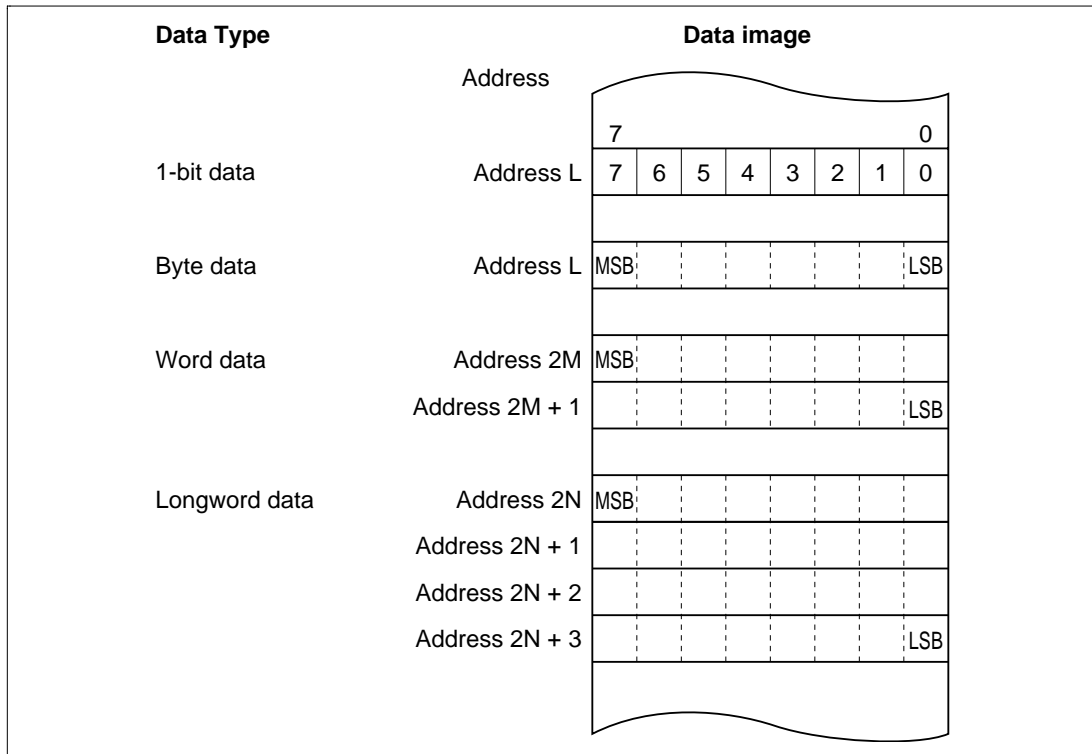 Data Type Data image
Address
7 0
1-bit data Address L 7 6 5 4 3 2 1 0
Byte data Address L MSB LSB
Word data Address 2M MSB
Address 2M + 1 LSB
Longword data Address 2N MSB
Address 2N + 1
Address 2N + 2
Address 2N + 3 LSB